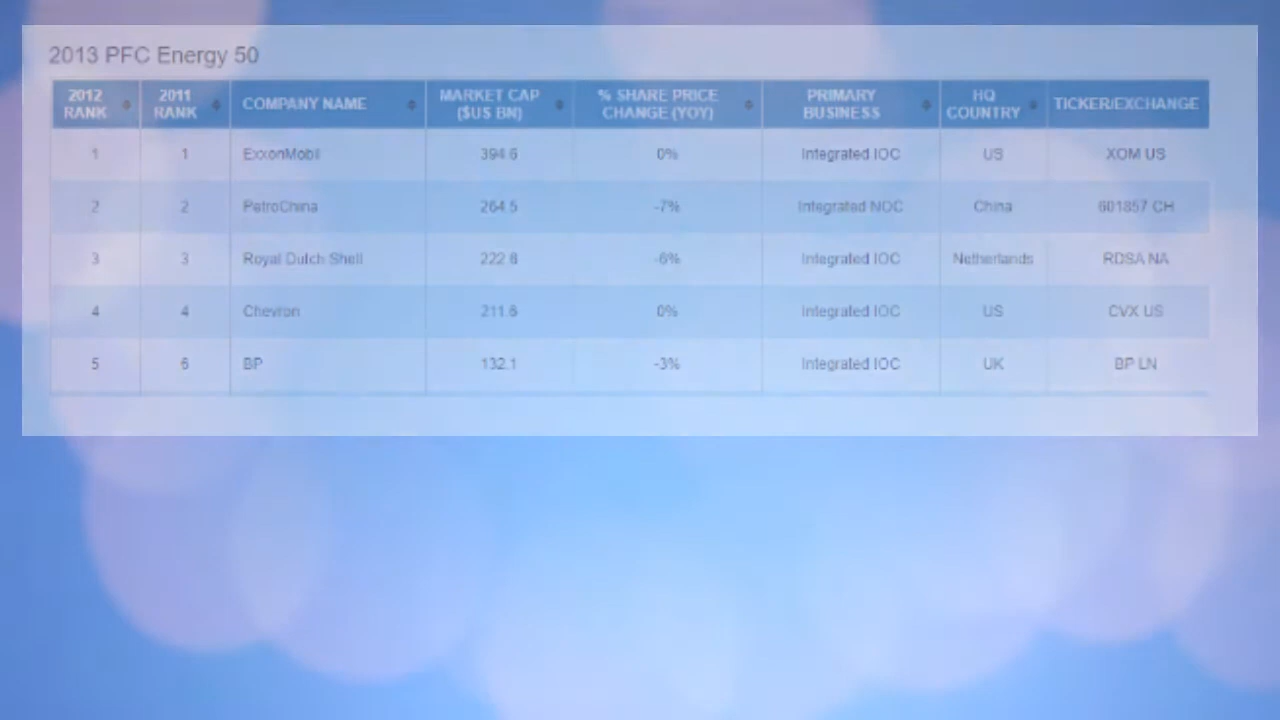 2013 PFC Energy 50
2012 RANK 2011 RANK COMPANY NAME MARKET CAP ($US BN) % SHARE PRICE CHANGE (YOY) PRIMARY BUSINESS HQ COUNTRY TICKER/EXCHANGE
1 1 ExxonMobil 394.6 0% Integrated IOC US XOM US
2 2 PetroChina 264.5 -7% Integrated NOC China 601857 CH
3 3 Royal Dutch Shell 222.6 -6% Integrated IOC Netherlands RDSA NA
4 4 Chevron 211.6 0% Integrated IOC US CVX US
5 6 BP 132.1 -3% Integrated IOC UK BP LN